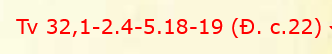 Tv 32,1-2.4-5.18-19 (Đ. c.22)